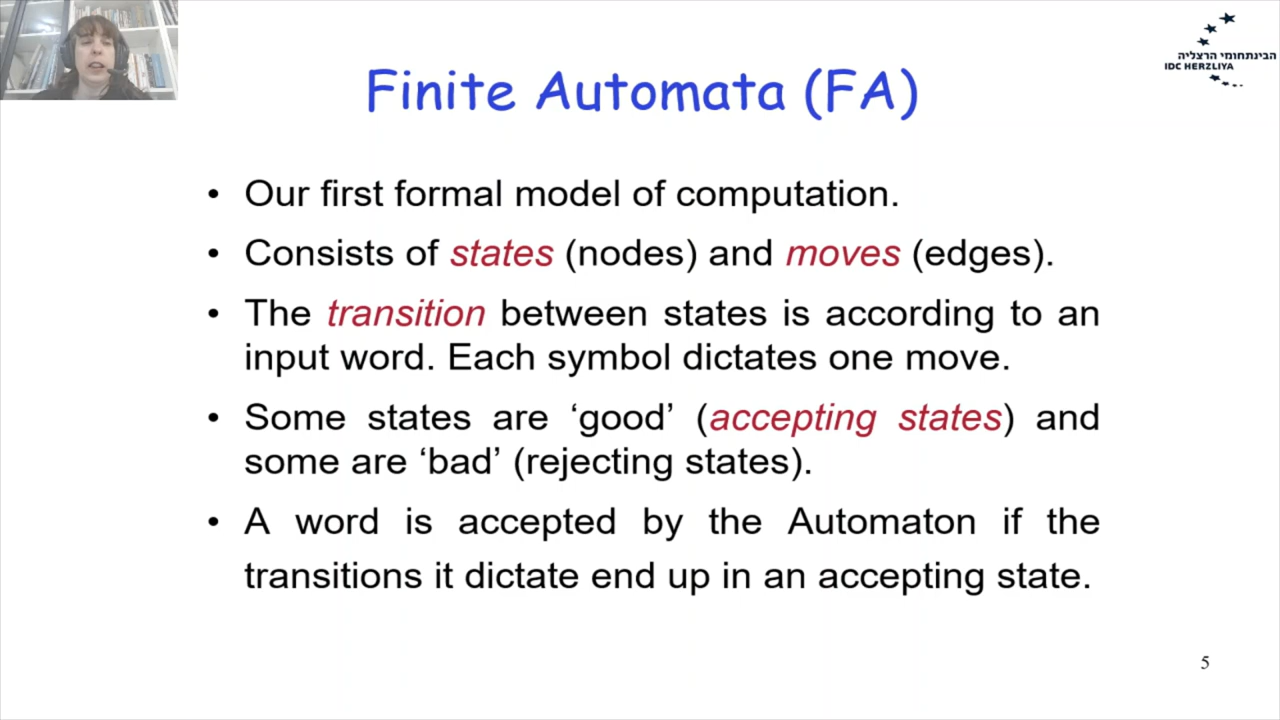 הבינתחומי הרצליה
IDC HERZLIYA
Finite Automata (FA)
• Our first formal model of computation.
• Consists of states (nodes) and moves (edges).
• The transition between states is according to an
input word. Each symbol dictates one move.
• Some states are ‘good’ (accepting states) and
some are ‘bad’ (rejecting states).
• A word is accepted by the Automaton if the
transitions it dictate end up in an accepting state.
5